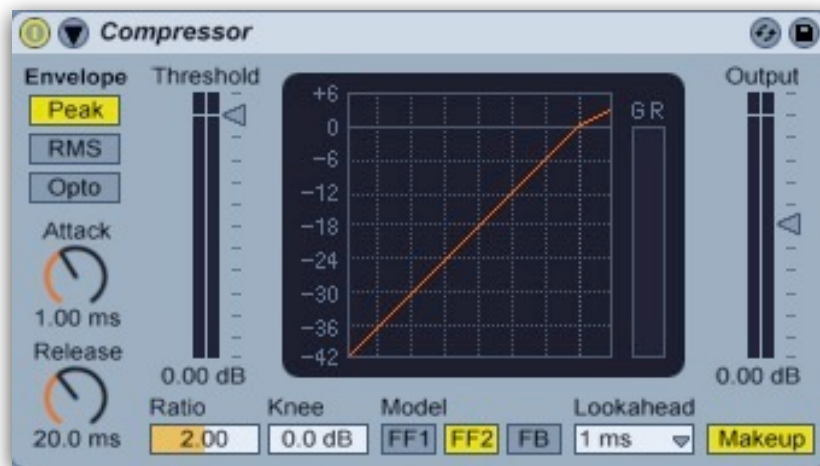 Compressor
Envelope
Peak
RMS
Opto
Attack
1.00 ms
Release
20.0 ms
Threshold
0.00 dB
+6
0
−6
−12
−18
−24
−30
−36
−42
GR
Output
0.00 dB
Ratio
2.00
Knee
0.0 dB
Model
FF1 FF2 FB
Lookahead
1 ms
Makeup